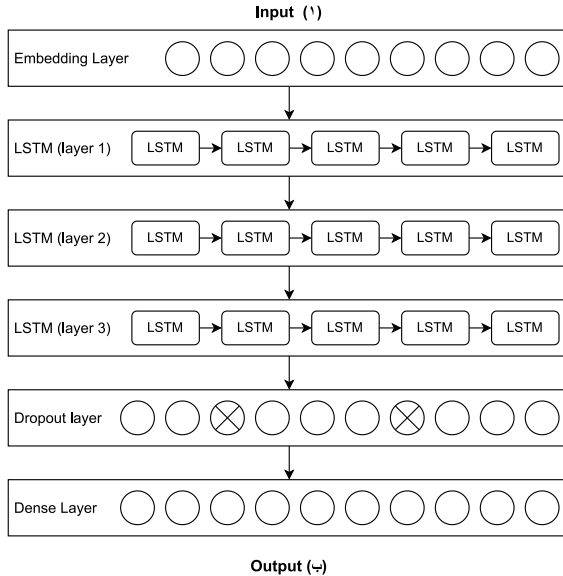 Input (١)
Embedding Layer
LSTM (layer 1) LSTM LSTM LSTM LSTM LSTM
LSTM (layer 2) LSTM LSTM LSTM LSTM LSTM
LSTM (layer 3) LSTM LSTM LSTM LSTM LSTM
Dropout layer
Dense Layer
Output (ب)